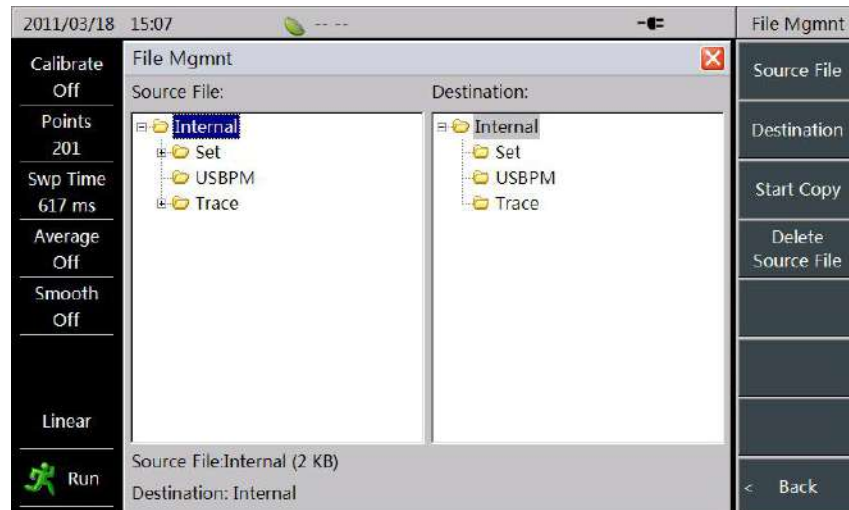 2011/03/18 15:07 -- --
File Mgmnt
Calibrate
Off
Points
201
Swp Time
617 ms
Average
Off
Smooth
Off
Linear
Run
File Mgmnt
Source File:
Internal
Set
USBPM
Trace
Destination:
Internal
Set
USBPM
Trace
Source File:Internal (2 KB)
Destination: Internal
Source File
Destination
Start Copy
Delete
Source File
< Back